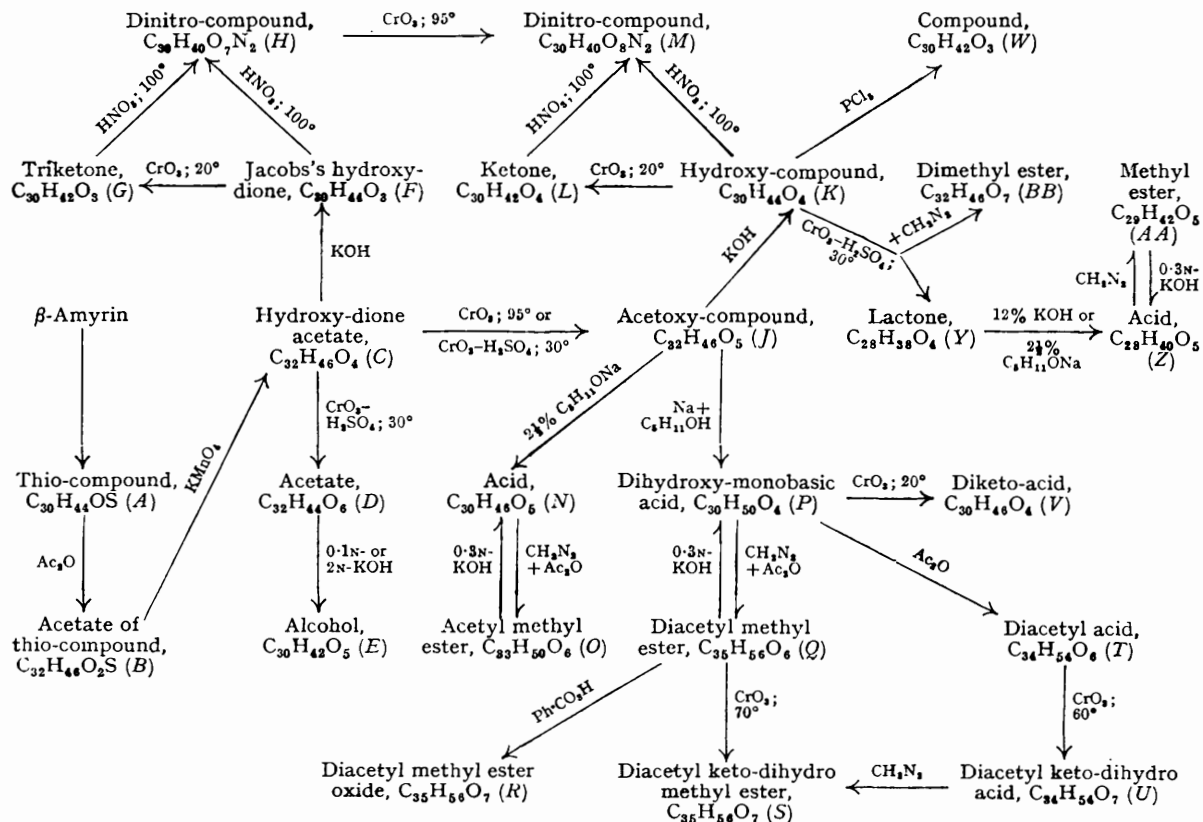 Dinitro-compound,
C₃₀H₄₀O₇N₂ (H)
CrO₃; 95°
Dinitro-compound,
C₃₀H₄₀O₈N₂ (M)
Compound,
C₃₀H₄₂O₃ (W)
HNO₃; 100°
HNO₃; 100°
HNO₃; 100°
HNO₃; 100°
PCl₅
Triketone,
C₃₀H₄₂O₃ (G)
CrO₃; 20°
Jacobs's hydroxy-
dione, C₃₀H₄₄O₃ (F)
Ketone,
C₃₀H₄₂O₄ (L)
CrO₃; 20°
Hydroxy-compound,
C₃₀H₄₄O₄ (K)
Dimethyl ester,
C₃₂H₄₆O₇ (BB)
Methyl
ester,
C₂₉H₄₂O₅
(AA)
KOH
KOH
CrO₃–H₂SO₄;
30°
+CH₂N₂
CH₂N₂
0·3N-
KOH
β-Amyrin
Hydroxy-dione
acetate,
C₃₂H₄₆O₄ (C)
CrO₃; 95° or
CrO₃–H₂SO₄; 30°
Acetoxy-compound,
C₃₂H₄₆O₅ (J)
Lactone,
C₂₈H₃₈O₄ (Y)
12% KOH or
2½%
C₅H₁₁ONa
Acid,
C₂₈H₄₀O₅
(Z)
KMnO₄
CrO₃–
H₂SO₄; 30°
2½% C₅H₁₁ONa
Na+
C₅H₁₁OH
Thio-compound,
C₃₀H₄₄OS (A)
Acetate,
C₃₂H₄₄O₆ (D)
Acid,
C₃₀H₄₆O₅ (N)
Dihydroxy-monobasic
acid, C₃₀H₅₀O₄ (P)
CrO₃; 20°
Diketo-acid,
C₃₀H₄₆O₄ (V)
Ac₂O
0·1N- or
2N-KOH
0·3N-
KOH
CH₂N₂
+Ac₂O
0·3N-
KOH
CH₂N₂
+Ac₂O
Ac₂O
Acetate of
thio-compound,
C₃₂H₄₆O₂S (B)
Alcohol,
C₃₀H₄₂O₅ (E)
Acetyl methyl
ester, C₃₃H₅₀O₆ (O)
Diacetyl methyl
ester, C₃₅H₅₆O₆ (Q)
Diacetyl acid,
C₃₄H₅₄O₆ (T)
Ph·CO₃H
CrO₃;
70°
CrO₃;
60°
Diacetyl methyl ester
oxide, C₃₅H₅₆O₇ (R)
Diacetyl keto-dihydro
methyl ester,
C₃₅H₅₆O₇ (S)
CH₂N₂
Diacetyl keto-dihydro
acid, C₃₄H₅₄O₇ (U)